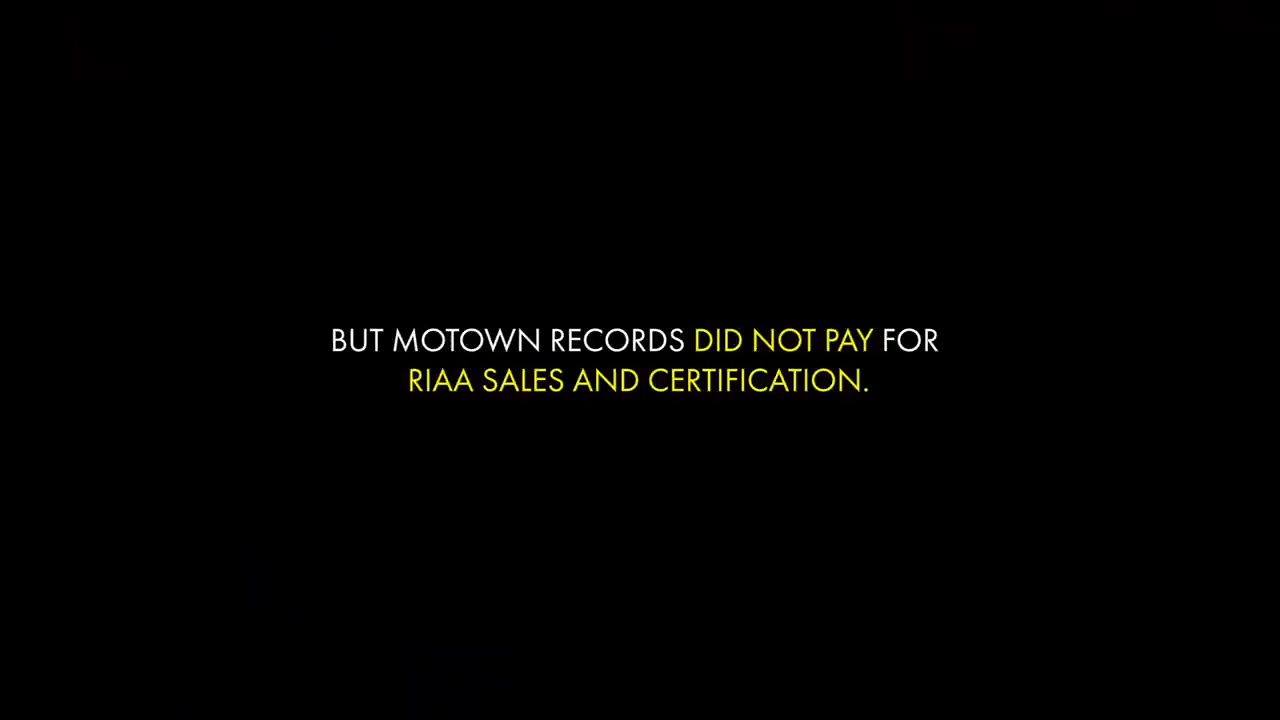 BUT MOTOWN RECORDS DID NOT PAY FOR
RIAA SALES AND CERTIFICATION.